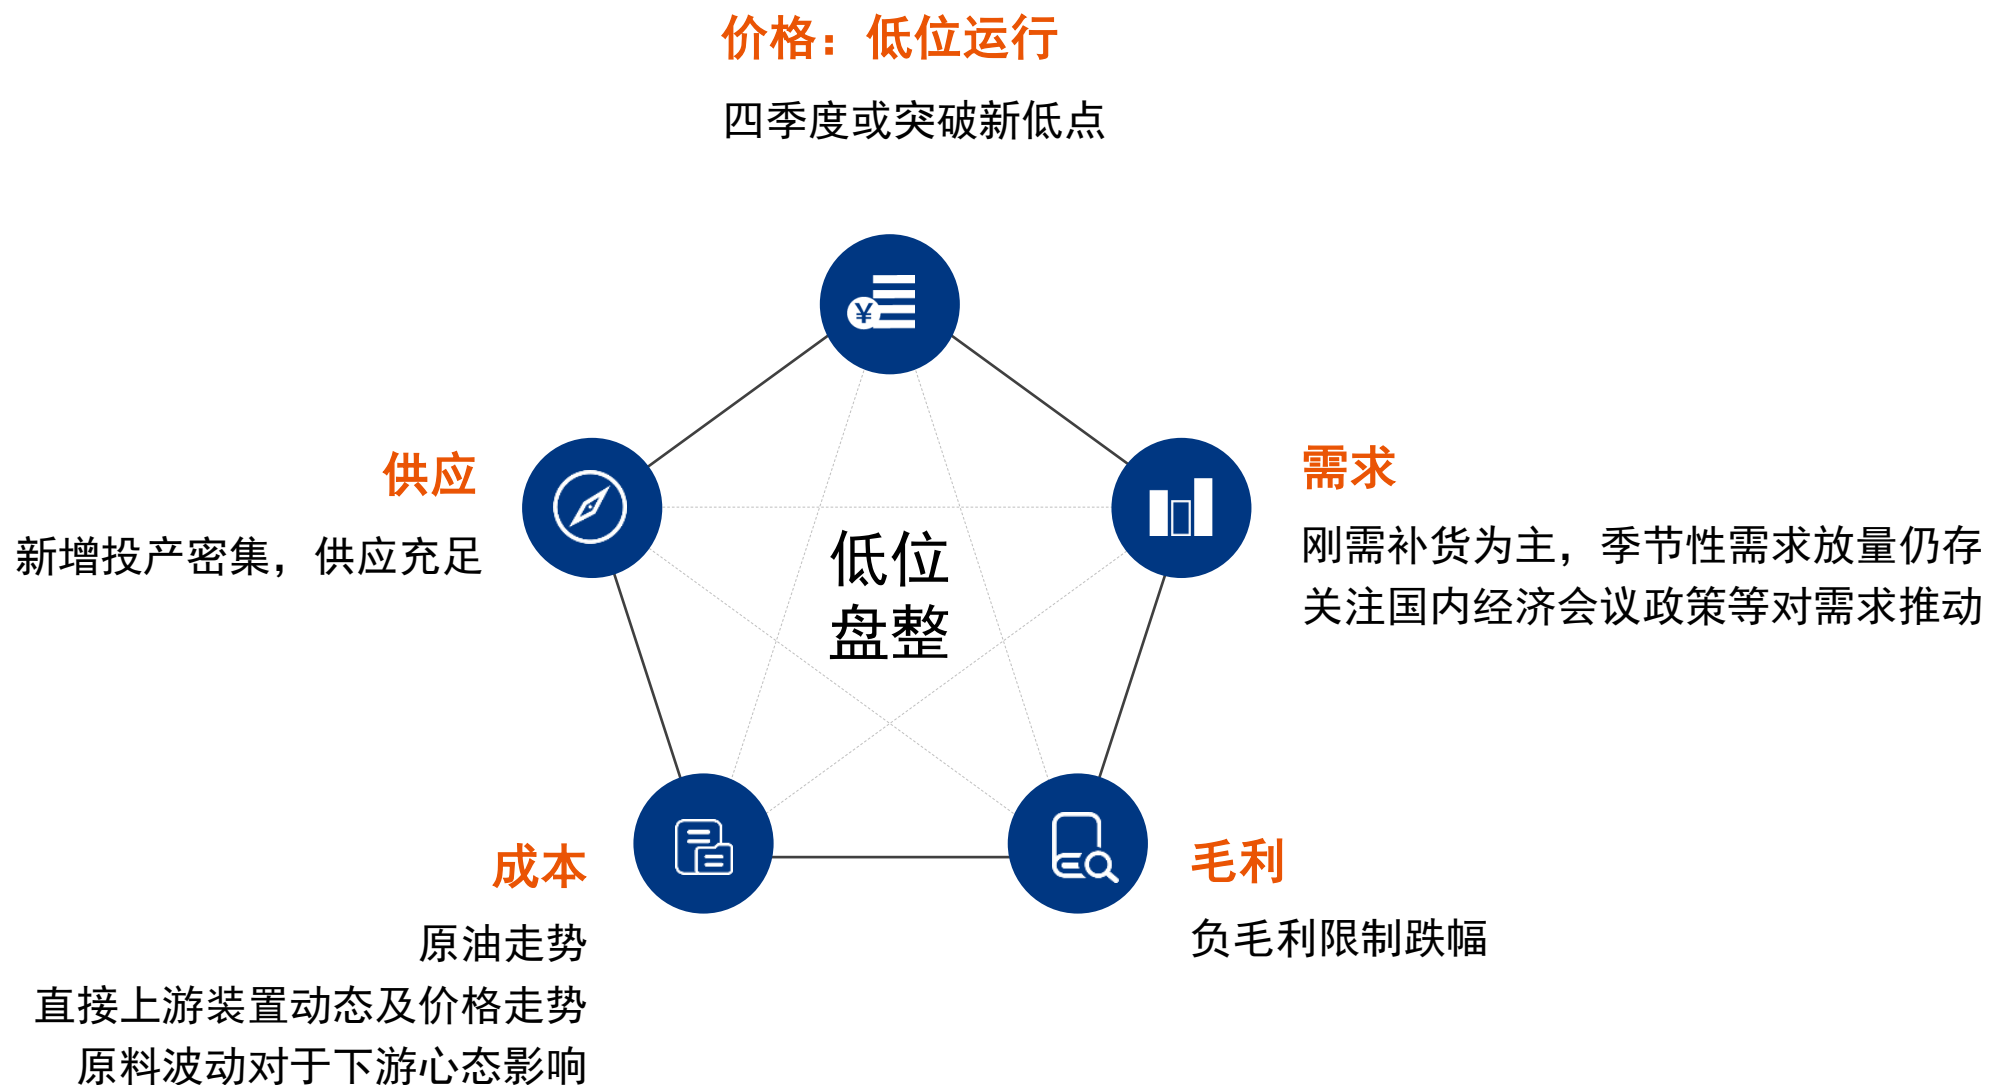 价格：低位运行
四季度或突破新低点
¥
供应
新增投产密集，供应充足
需求
刚需补货为主，季节性需求放量仍存
关注国内经济会议政策等对需求推动
低位
盘整
成本
原油走势
直接上游装置动态及价格走势
原料波动对于下游心态影响
毛利
负毛利限制跌幅